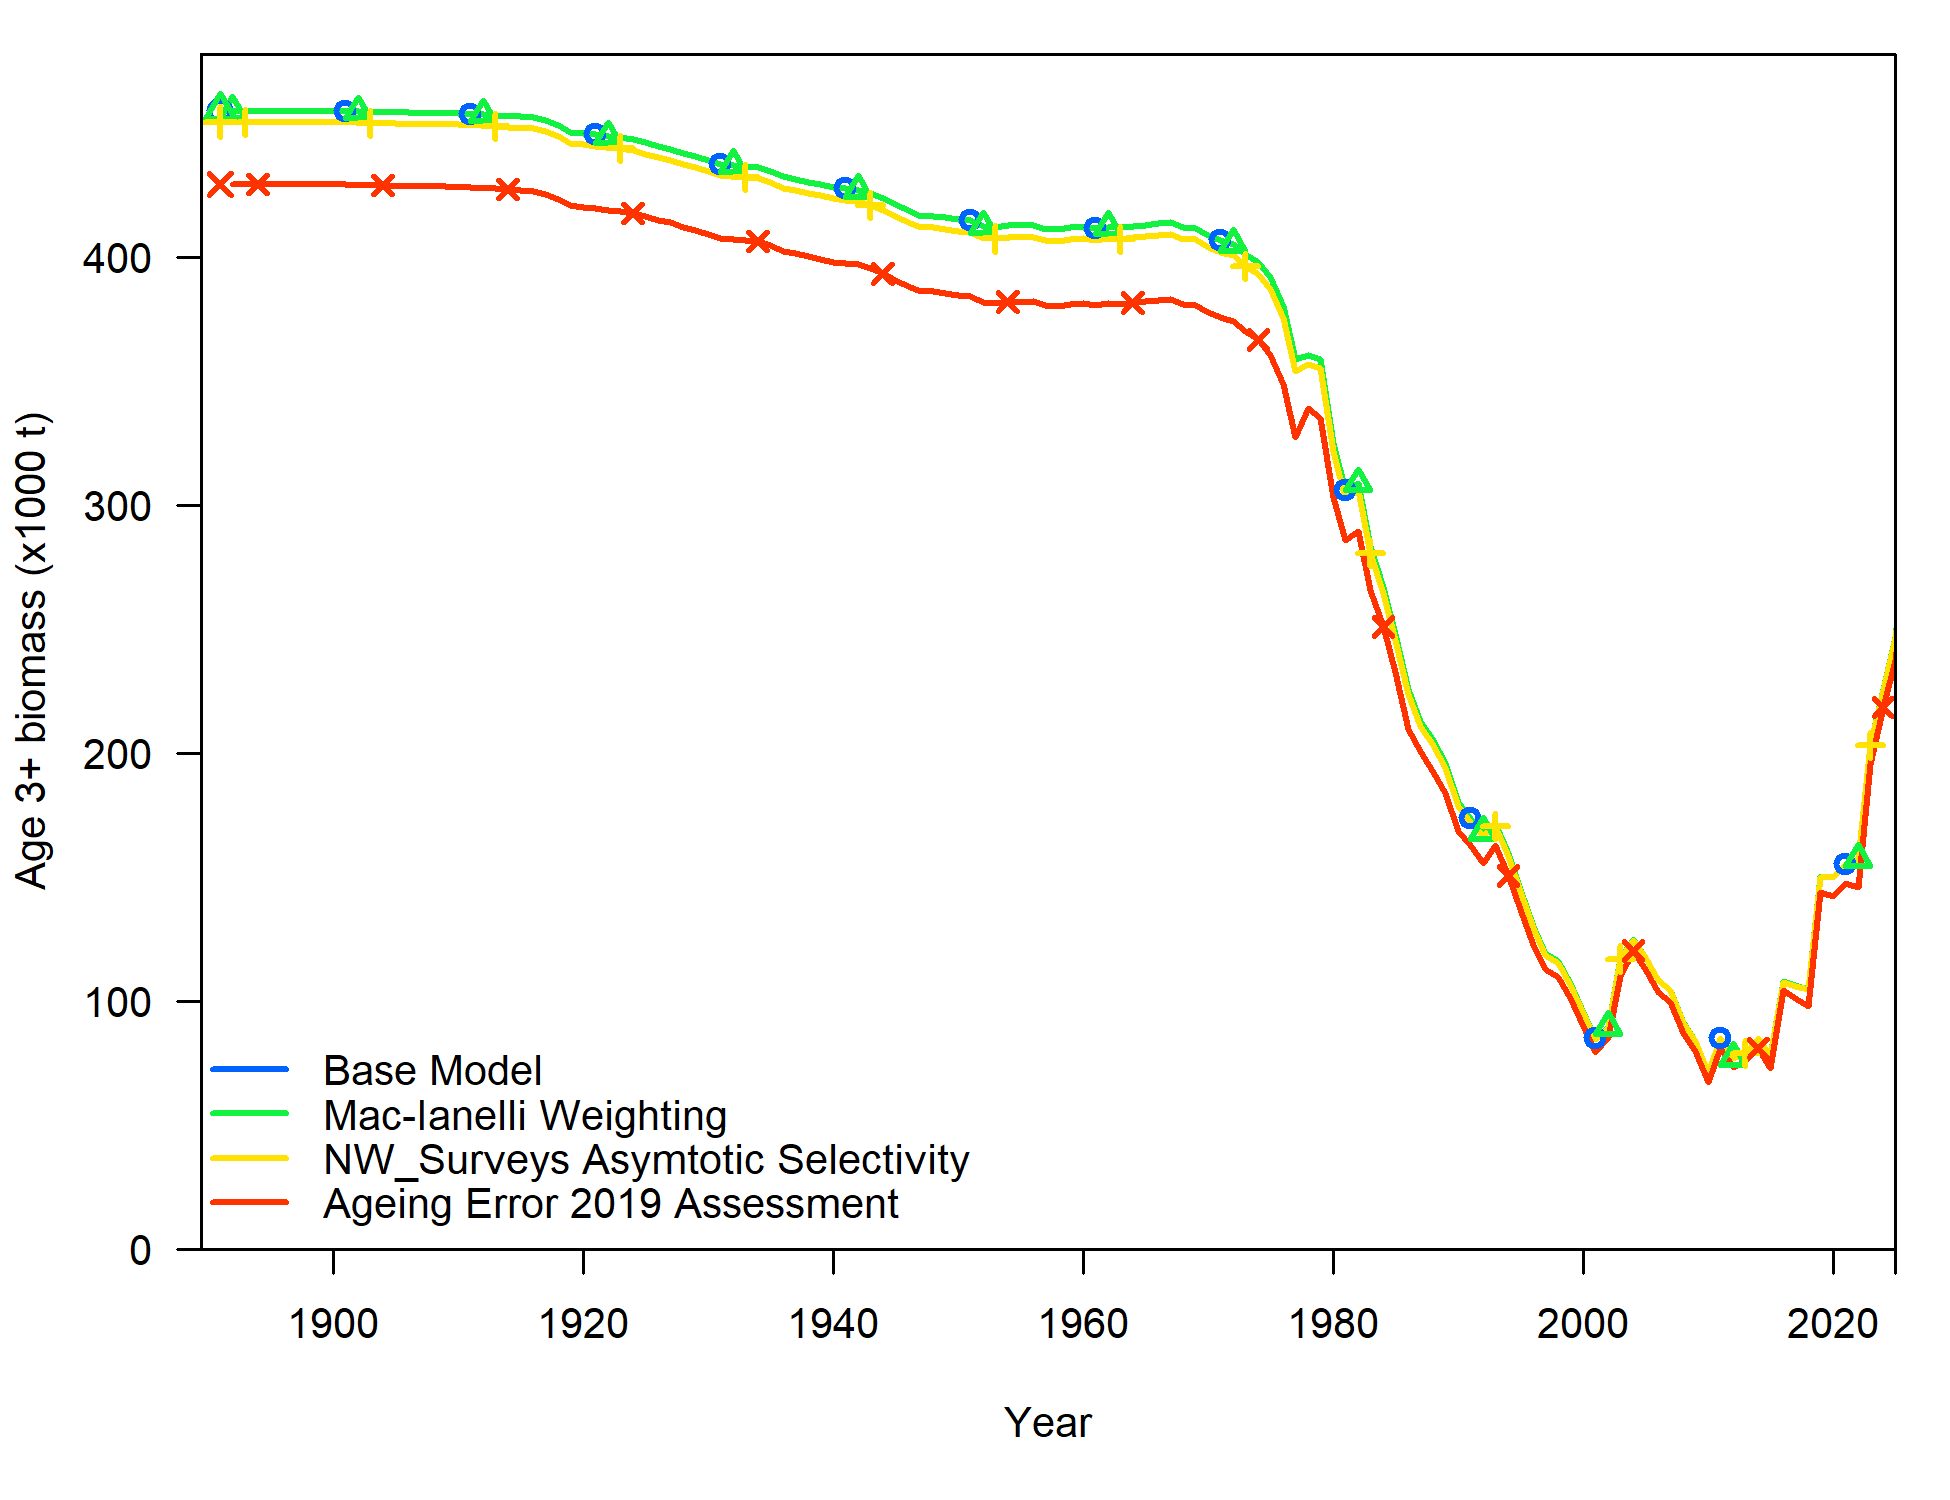 Age 3+ biomass (x1000 t)
400
300
200
100
0
Base Model
Mac-Ianelli Weighting
NW_Surveys Asymtotic Selectivity
Ageing Error 2019 Assessment
1900 1920 1940 1960 1980 2000 2020
Year